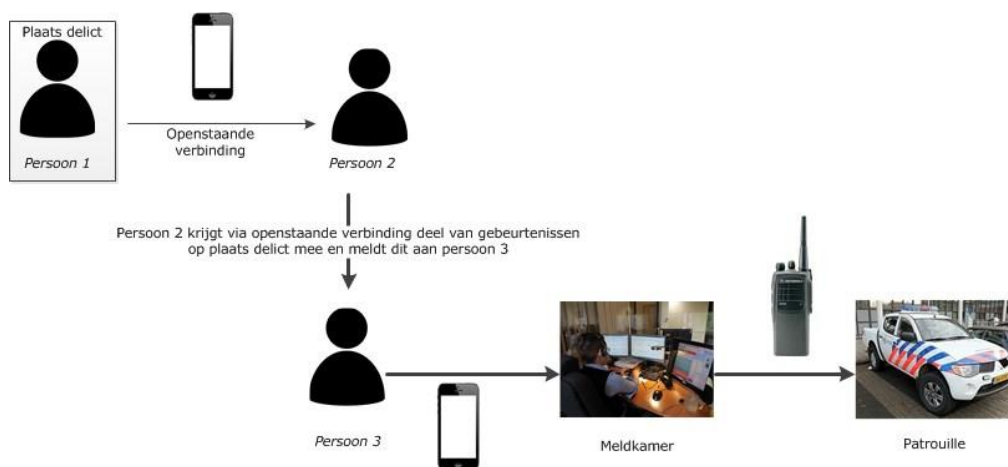 Plaats delict
Persoon 1
Openstaande
verbinding
Persoon 2
Persoon 2 krijgt via openstaande verbinding deel van gebeurtenissen
op plaats delict mee en meldt dit aan persoon 3
Persoon 3
Meldkamer
Patrouille